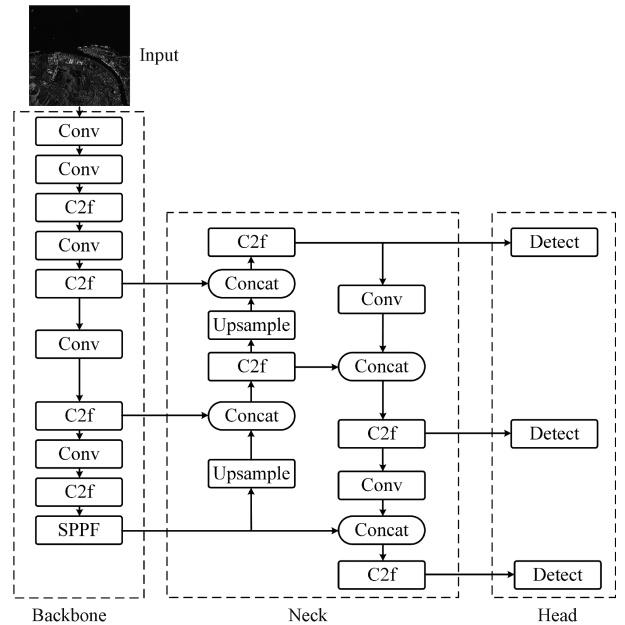 Input
Conv
Conv
C2f
Conv
C2f
Conv
C2f
Conv
C2f
SPPF
Backbone
C2f
Concat
Upsample
C2f
Concat
Upsample
Conv
Concat
C2f
Conv
Concat
C2f
Neck
Detect
Detect
Detect
Head